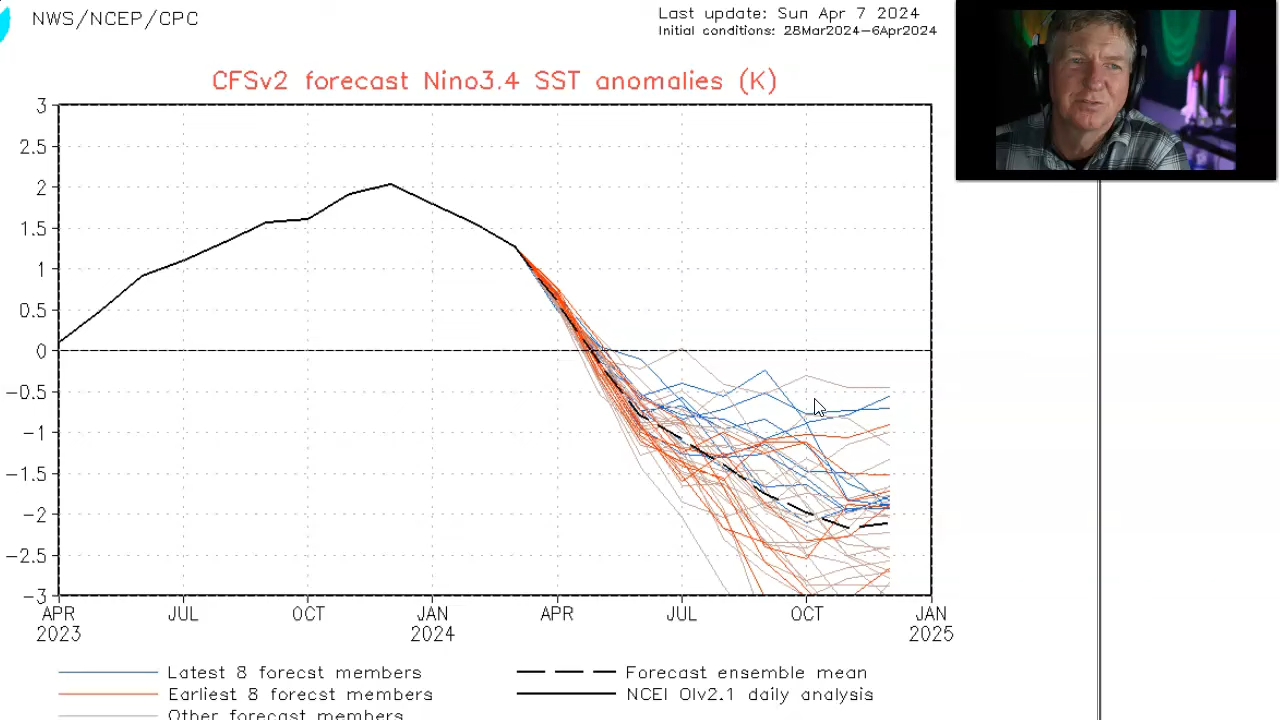 NWS/NCEP/CPC
Last update: Sun Apr 7 2024
Initial conditions: 28Mar2024-6Apr2024
CFSv2 forecast Nino3.4 SST anomalies (K)
3
2.5
2
1.5
1
0.5
0
-0.5
-1
-1.5
-2
-2.5
-3
APR JUL OCT JAN APR JUL OCT JAN
2023 2024 2025
Latest 8 forecst members
Forecast ensemble mean
Earliest 8 forecst members
NCEI OIv2.1 daily analysis
Other forecast members